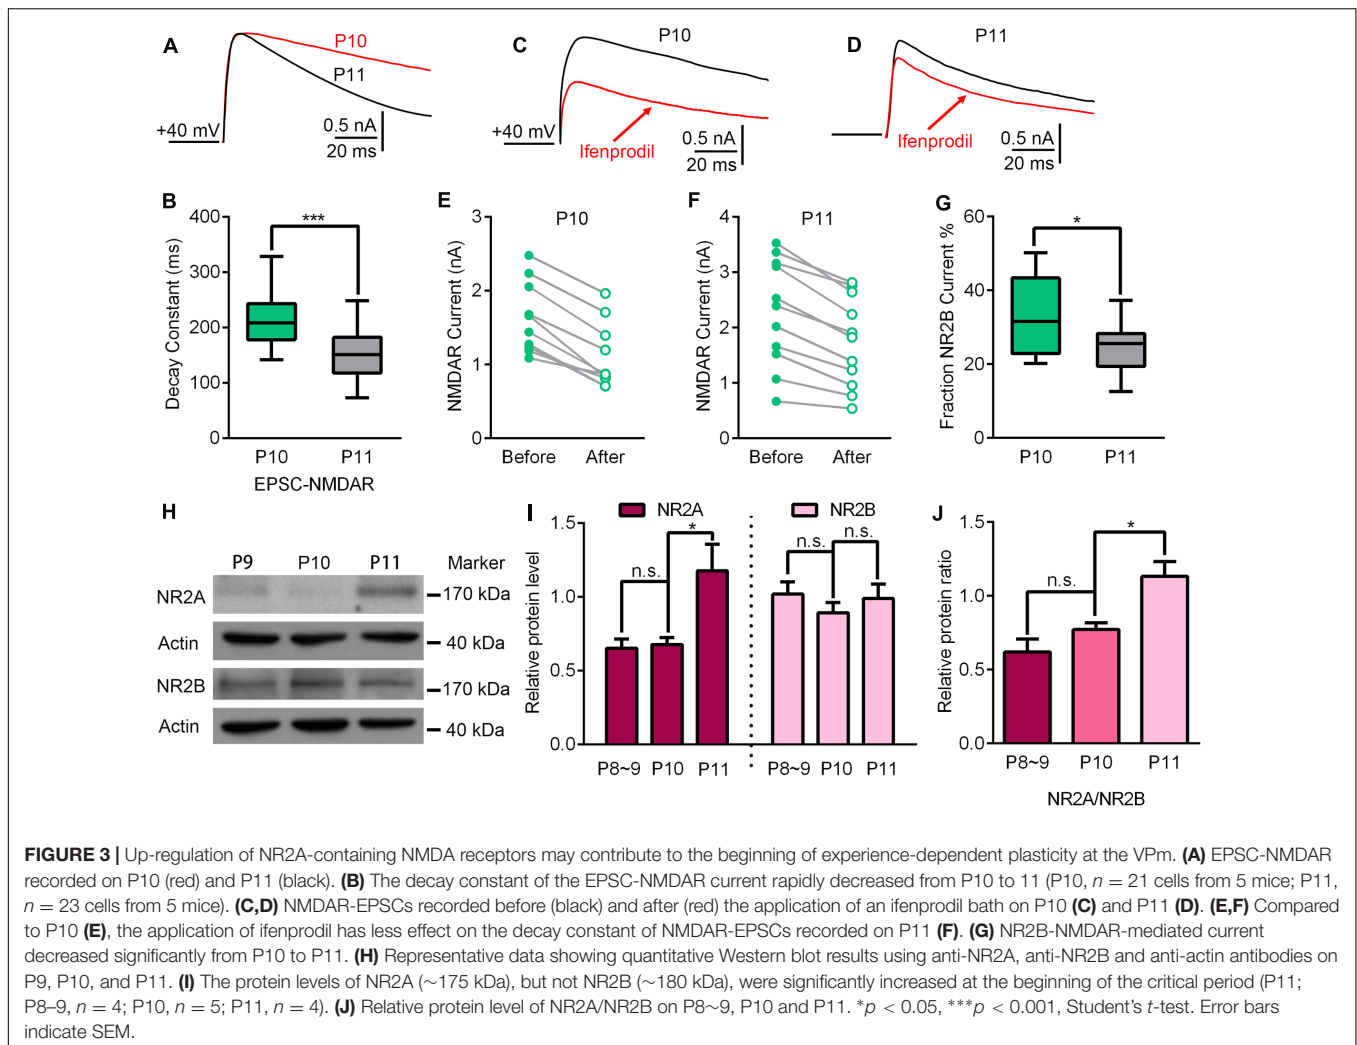 A
P10
P11
+40 mV
0.5 nA
20 ms
C
P10
+40 mV
Ifenprodil
0.5 nA
20 ms
D
P11
Ifenprodil
0.5 nA
20 ms
B
Decay Constant (ms)
400
300
200
100
0
***
P10 P11
EPSC-NMDAR
E
P10
NMDAR Current (nA)
3
2
1
0
Before After
F
P11
NMDAR Current (nA)
4
3
2
1
0
Before After
G
Fraction NR2B Current %
60
40
20
0
*
P10 P11
H
P9 P10 P11 Marker
NR2A 170 kDa
Actin 40 kDa
NR2B 170 kDa
Actin 40 kDa
I
NR2A NR2B
Relative protein level
1.5
1.0
0.5
0.0
n.s. * n.s. n.s.
P8~9 P10 P11 P8~9 P10 P11
J
Relative protein ratio
1.5
1.0
0.5
0.0
n.s. *
P8~9 P10 P11
NR2A/NR2B
FIGURE 3 | Up-regulation of NR2A-containing NMDA receptors may contribute to the beginning of experience-dependent plasticity at the VPm. (A) EPSC-NMDAR
recorded on P10 (red) and P11 (black). (B) The decay constant of the EPSC-NMDAR current rapidly decreased from P10 to 11 (P10, n = 21 cells from 5 mice; P11,
n = 23 cells from 5 mice). (C,D) NMDAR-EPSCs recorded before (black) and after (red) the application of an ifenprodil bath on P10 (C) and P11 (D). (E,F) Compared
to P10 (E), the application of ifenprodil has less effect on the decay constant of NMDAR-EPSCs recorded on P11 (F). (G) NR2B-NMDAR-mediated current
decreased significantly from P10 to P11. (H) Representative data showing quantitative Western blot results using anti-NR2A, anti-NR2B and anti-actin antibodies on
P9, P10, and P11. (I) The protein levels of NR2A (~175 kDa), but not NR2B (~180 kDa), were significantly increased at the beginning of the critical period (P11;
P8–9, n = 4; P10, n = 5; P11, n = 4). (J) Relative protein level of NR2A/NR2B on P8~9, P10 and P11. *p < 0.05, ***p < 0.001, Student's t-test. Error bars
indicate SEM.